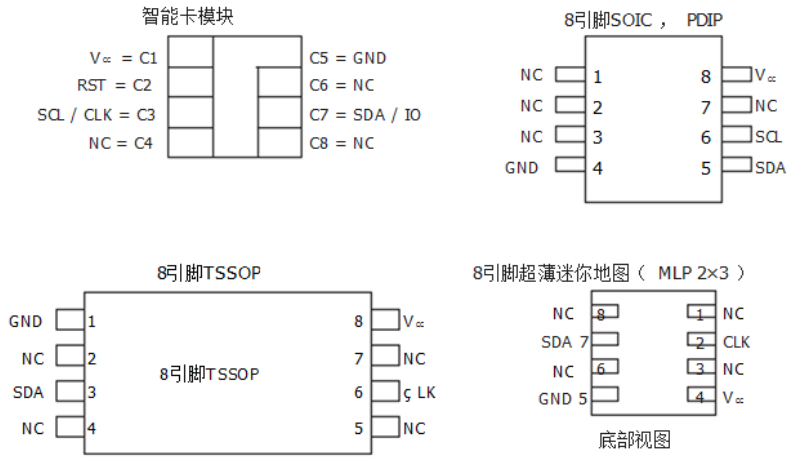 智能卡模块
Vcc = C1
C5 = GND
RST = C2
C6 = NC
SCL / CLK = C3
C7 = SDA / IO
NC = C4
C8 = NC
8引脚SOIC ， PDIP
NC 1 8 Vcc
NC 2 7 NC
NC 3 6 SCL
GND 4 5 SDA
8引脚TSSOP
GND 1 8 Vcc
NC 2 7 NC
8引脚TSSOP
SDA 3 6 ç LK
NC 4 5 NC
8引脚超薄迷你地图（ MLP 2×3 ）
NC 8 1 NC
SDA 7 2 CLK
NC 6 3 NC
GND 5 4 Vcc
底部视图